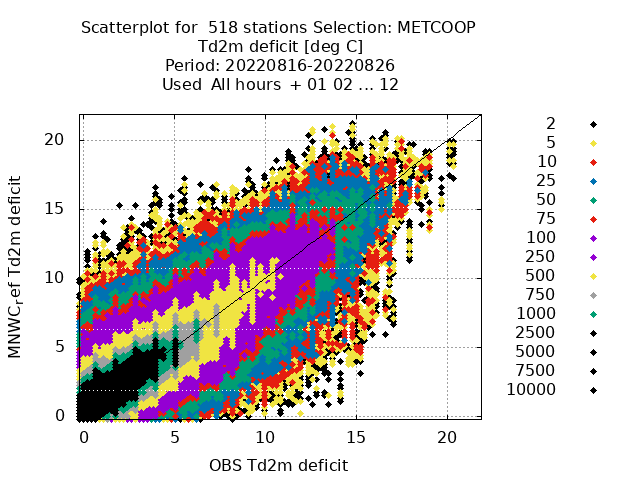 Scatterplot for 518 stations Selection: METCOOP
Td2m deficit [deg C]
Period: 20220816-20220826
Used All hours + 01 02 ... 12
MNWC_ref Td2m deficit
20
15
10
5
0
0 5 10 15 20
OBS Td2m deficit
2
5
10
25
50
75
100
250
500
750
1000
2500
5000
7500
10000